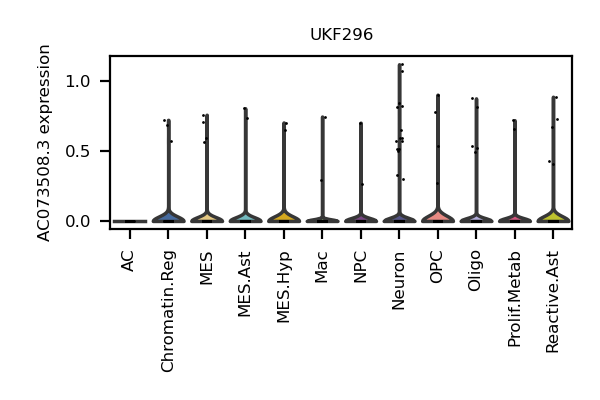 UKF296
AC073508.3 expression
1.0
0.5
0.0
AC
Chromatin.Reg
MES
MES.Ast
MES.Hyp
Mac
NPC
Neuron
OPC
Oligo
Prolif.Metab
Reactive.Ast